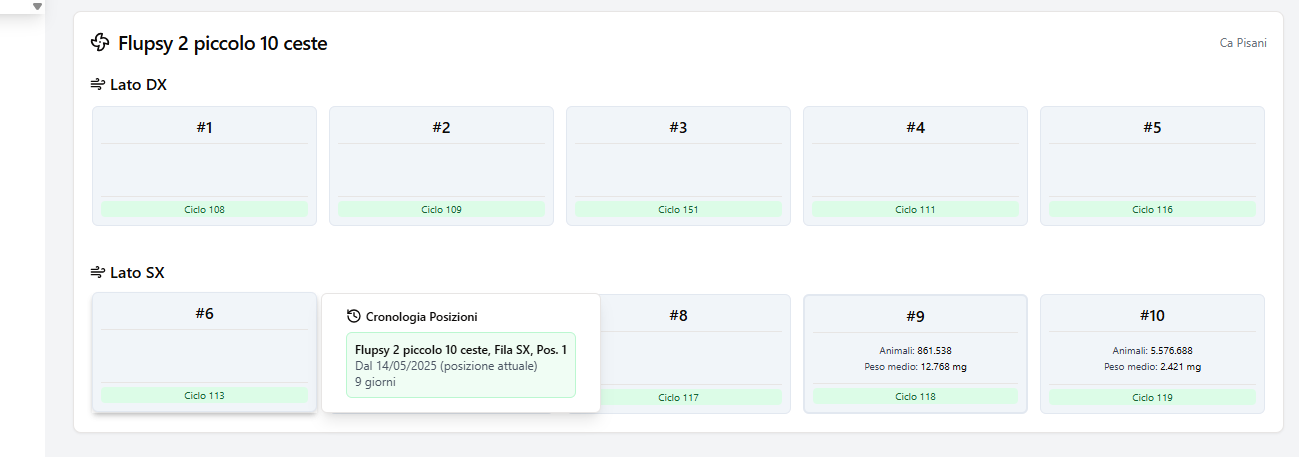 Flupsy 2 piccolo 10 ceste
Ca Pisani
Lato DX
#1
#2
#3
#4
#5
Ciclo 108
Ciclo 109
Ciclo 151
Ciclo 111
Ciclo 116
Lato SX
#6
Ciclo 113
Cronologia Posizioni
Flupsy 2 piccolo 10 ceste, Fila SX, Pos. 1
Dal 14/05/2025 (posizione attuale)
9 giorni
#8
Ciclo 117
#9
Animali: 861.538
Peso medio: 12.768 mg
Ciclo 118
#10
Animali: 5.576.688
Peso medio: 2.421 mg
Ciclo 119